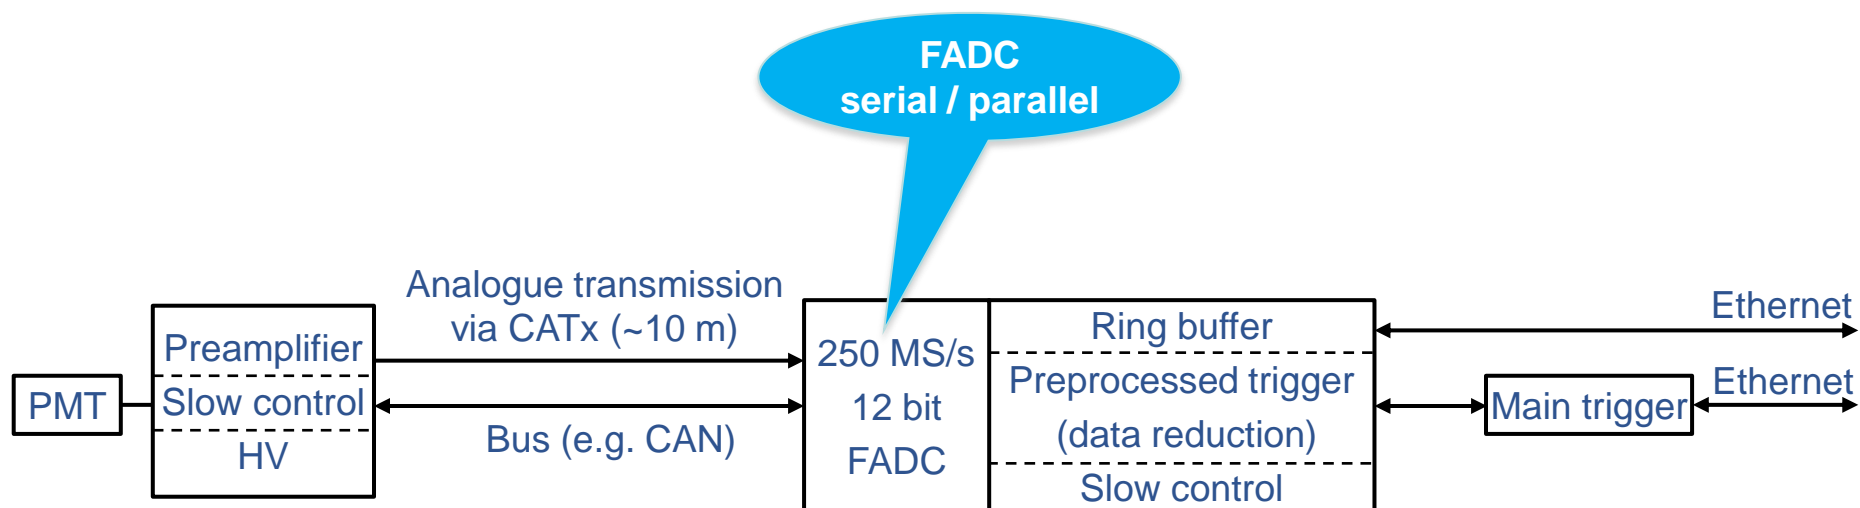 FADC
serial / parallel
PMT
Preamplifier
Slow control
HV
Analogue transmission
via CATx (~10 m)
Bus (e.g. CAN)
250 MS/s
12 bit
FADC
Ring buffer
Preprocessed trigger
(data reduction)
Slow control
Main trigger
Ethernet
Ethernet